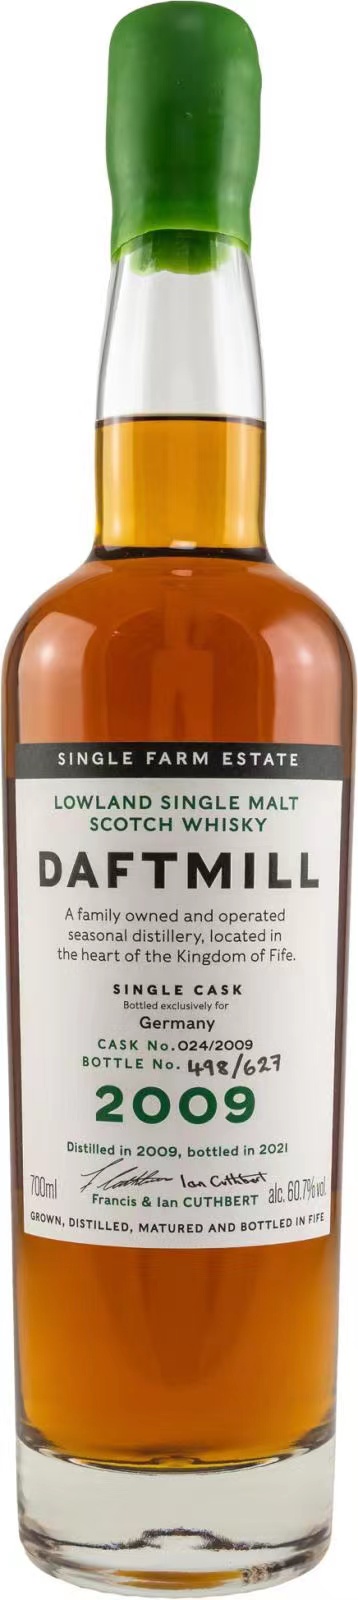 SINGLE FARM ESTATE
LOWLAND SINGLE MALT
SCOTCH WHISKY
DAFTMILL
A family owned and operated
seasonal distillery, located in
the heart of the Kingdom of Fife.
SINGLE CASK
Bottled exclusively for
Germany
CASK No. 024/2009
BOTTLE No. 498/627
2009
Distilled in 2009, bottled in 2021
Ian Cuthbert
700ml Francis & Ian CUTHBERT alc. 60.7% vol.
GROWN, DISTILLED, MATURED AND BOTTLED IN FIFE